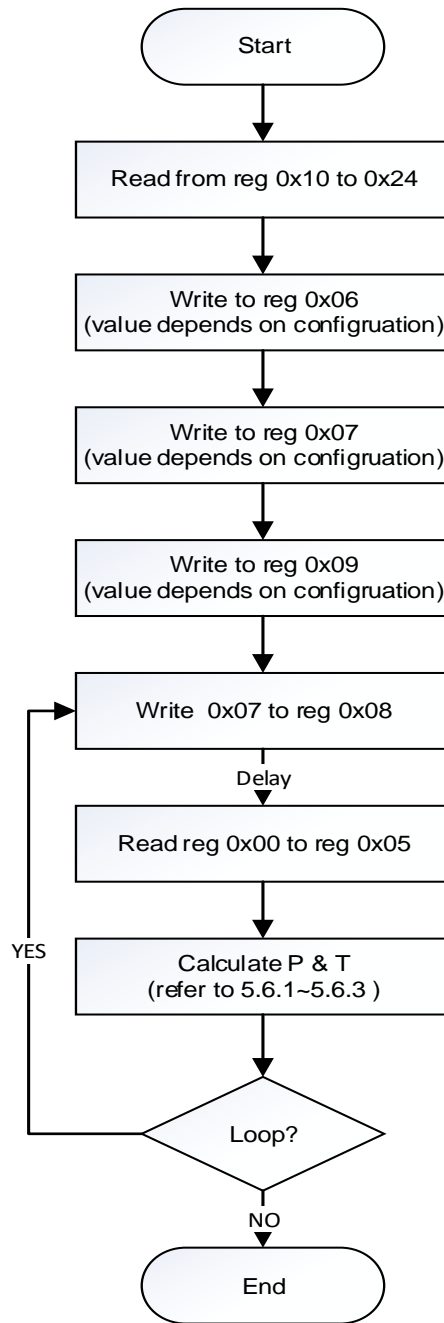 Start
Read from reg 0x10 to 0x24
Write to reg 0x06
(value depends on configruation)
Write to reg 0x07
(value depends on configruation)
Write to reg 0x09
(value depends on configruation)
Write 0x07 to reg 0x08
Delay
Read reg 0x00 to reg 0x05
YES
Calculate P & T
(refer to 5.6.1~5.6.3 )
Loop?
NO
End